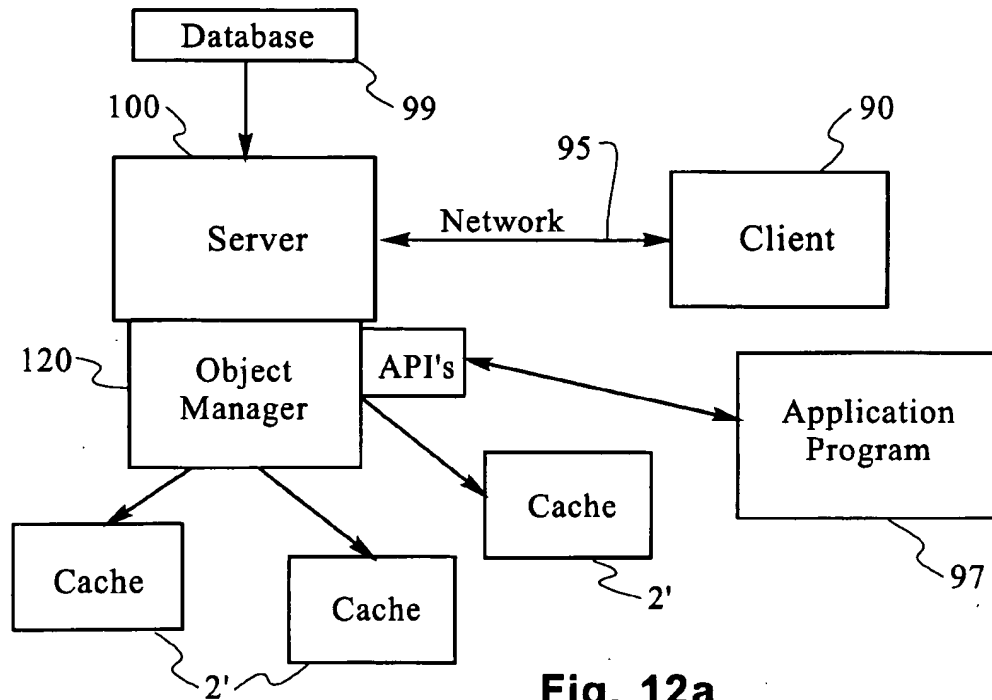 Database
99
100
90
95
Server
Network
Client
120
Object
Manager
API's
Application
Program
Cache
97
Cache
Cache
2'
2'
Fig. 12a